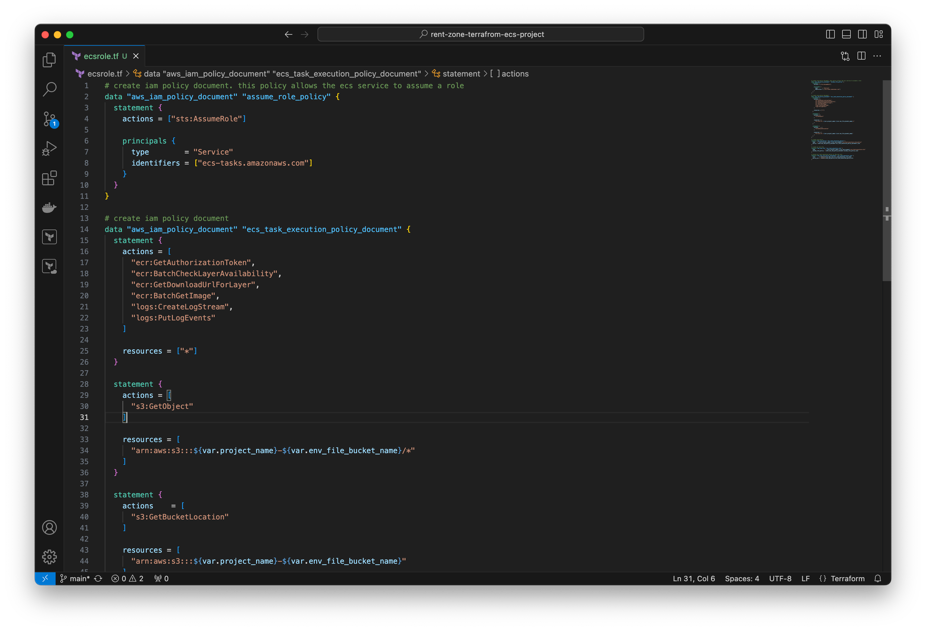 rent-zone-terrafrom-ecs-project
ecsrole.tf U
ecsrole.tf > data "aws_iam_policy_document" "ecs_task_execution_policy_document" > statement > [ ] actions
1 # create iam policy document. this policy allows the ecs service to assume a role
2 data "aws_iam_policy_document" "assume_role_policy" {
3 statement {
4 actions = ["sts:AssumeRole"]
5
6 principals {
7 type        = "Service"
8 identifiers = ["ecs-tasks.amazonaws.com"]
9 }
10 }
11 }
12
13 # create iam policy document
14 data "aws_iam_policy_document" "ecs_task_execution_policy_document" {
15 statement {
16 actions = [
17 "ecr:GetAuthorizationToken",
18 "ecr:BatchCheckLayerAvailability",
19 "ecr:GetDownloadUrlForLayer",
20 "ecr:BatchGetImage",
21 "logs:CreateLogStream",
22 "logs:PutLogEvents"
23 ]
24
25 resources = ["*"]
26 }
27
28 statement {
29 actions = [
30 "s3:GetObject"
31 ]
32
33 resources = [
34 "arn:aws:s3:::${var.project_name}-${var.env_file_bucket_name}/*"
35 ]
36 }
37
38 statement {
39 actions    = [
40 "s3:GetBucketLocation"
41 ]
42
43 resources = [
44 "arn:aws:s3:::${var.project_name}-${var.env_file_bucket_name}"
1
main* 0 2 0 Ln 31, Col 6 Spaces: 4 UTF-8 LF {} Terraform